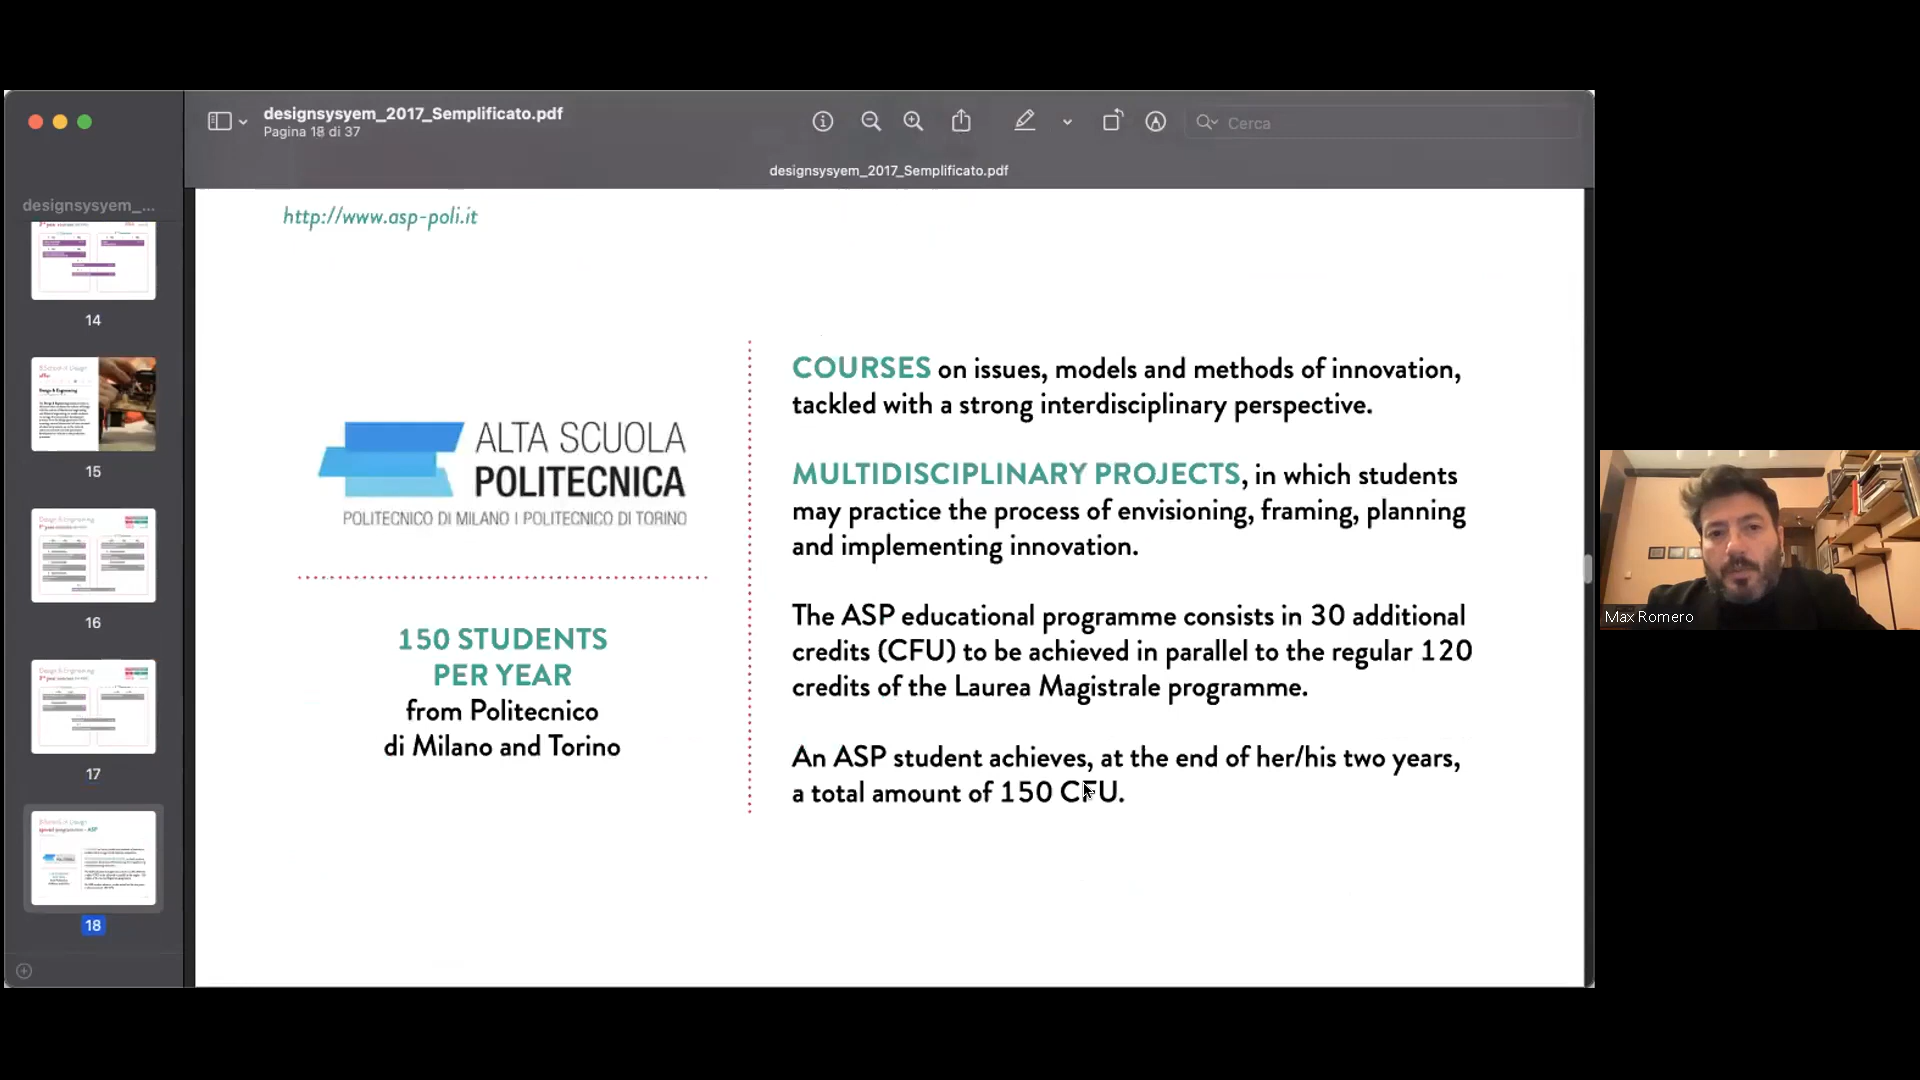 designsysyem_2017_Semplificato.pdf
Pagina 18 di 37
Cerca
designsysyem_2017_Semplificato.pdf
designsysyem_...
14
15
16
17
18
http://www.asp-poli.it
ALTA SCUOLA
POLITECNICA
POLITECNICO DI MILANO | POLITECNICO DI TORINO
150 STUDENTS
PER YEAR
from Politecnico
di Milano and Torino
COURSES on issues, models and methods of innovation,
tackled with a strong interdisciplinary perspective.
MULTIDISCIPLINARY PROJECTS, in which students
may practice the process of envisioning, framing, planning
and implementing innovation.
The ASP educational programme consists in 30 additional
credits (CFU) to be achieved in parallel to the regular 120
credits of the Laurea Magistrale programme.
An ASP student achieves, at the end of her/his two years,
a total amount of 150 CFU.
Max Romero